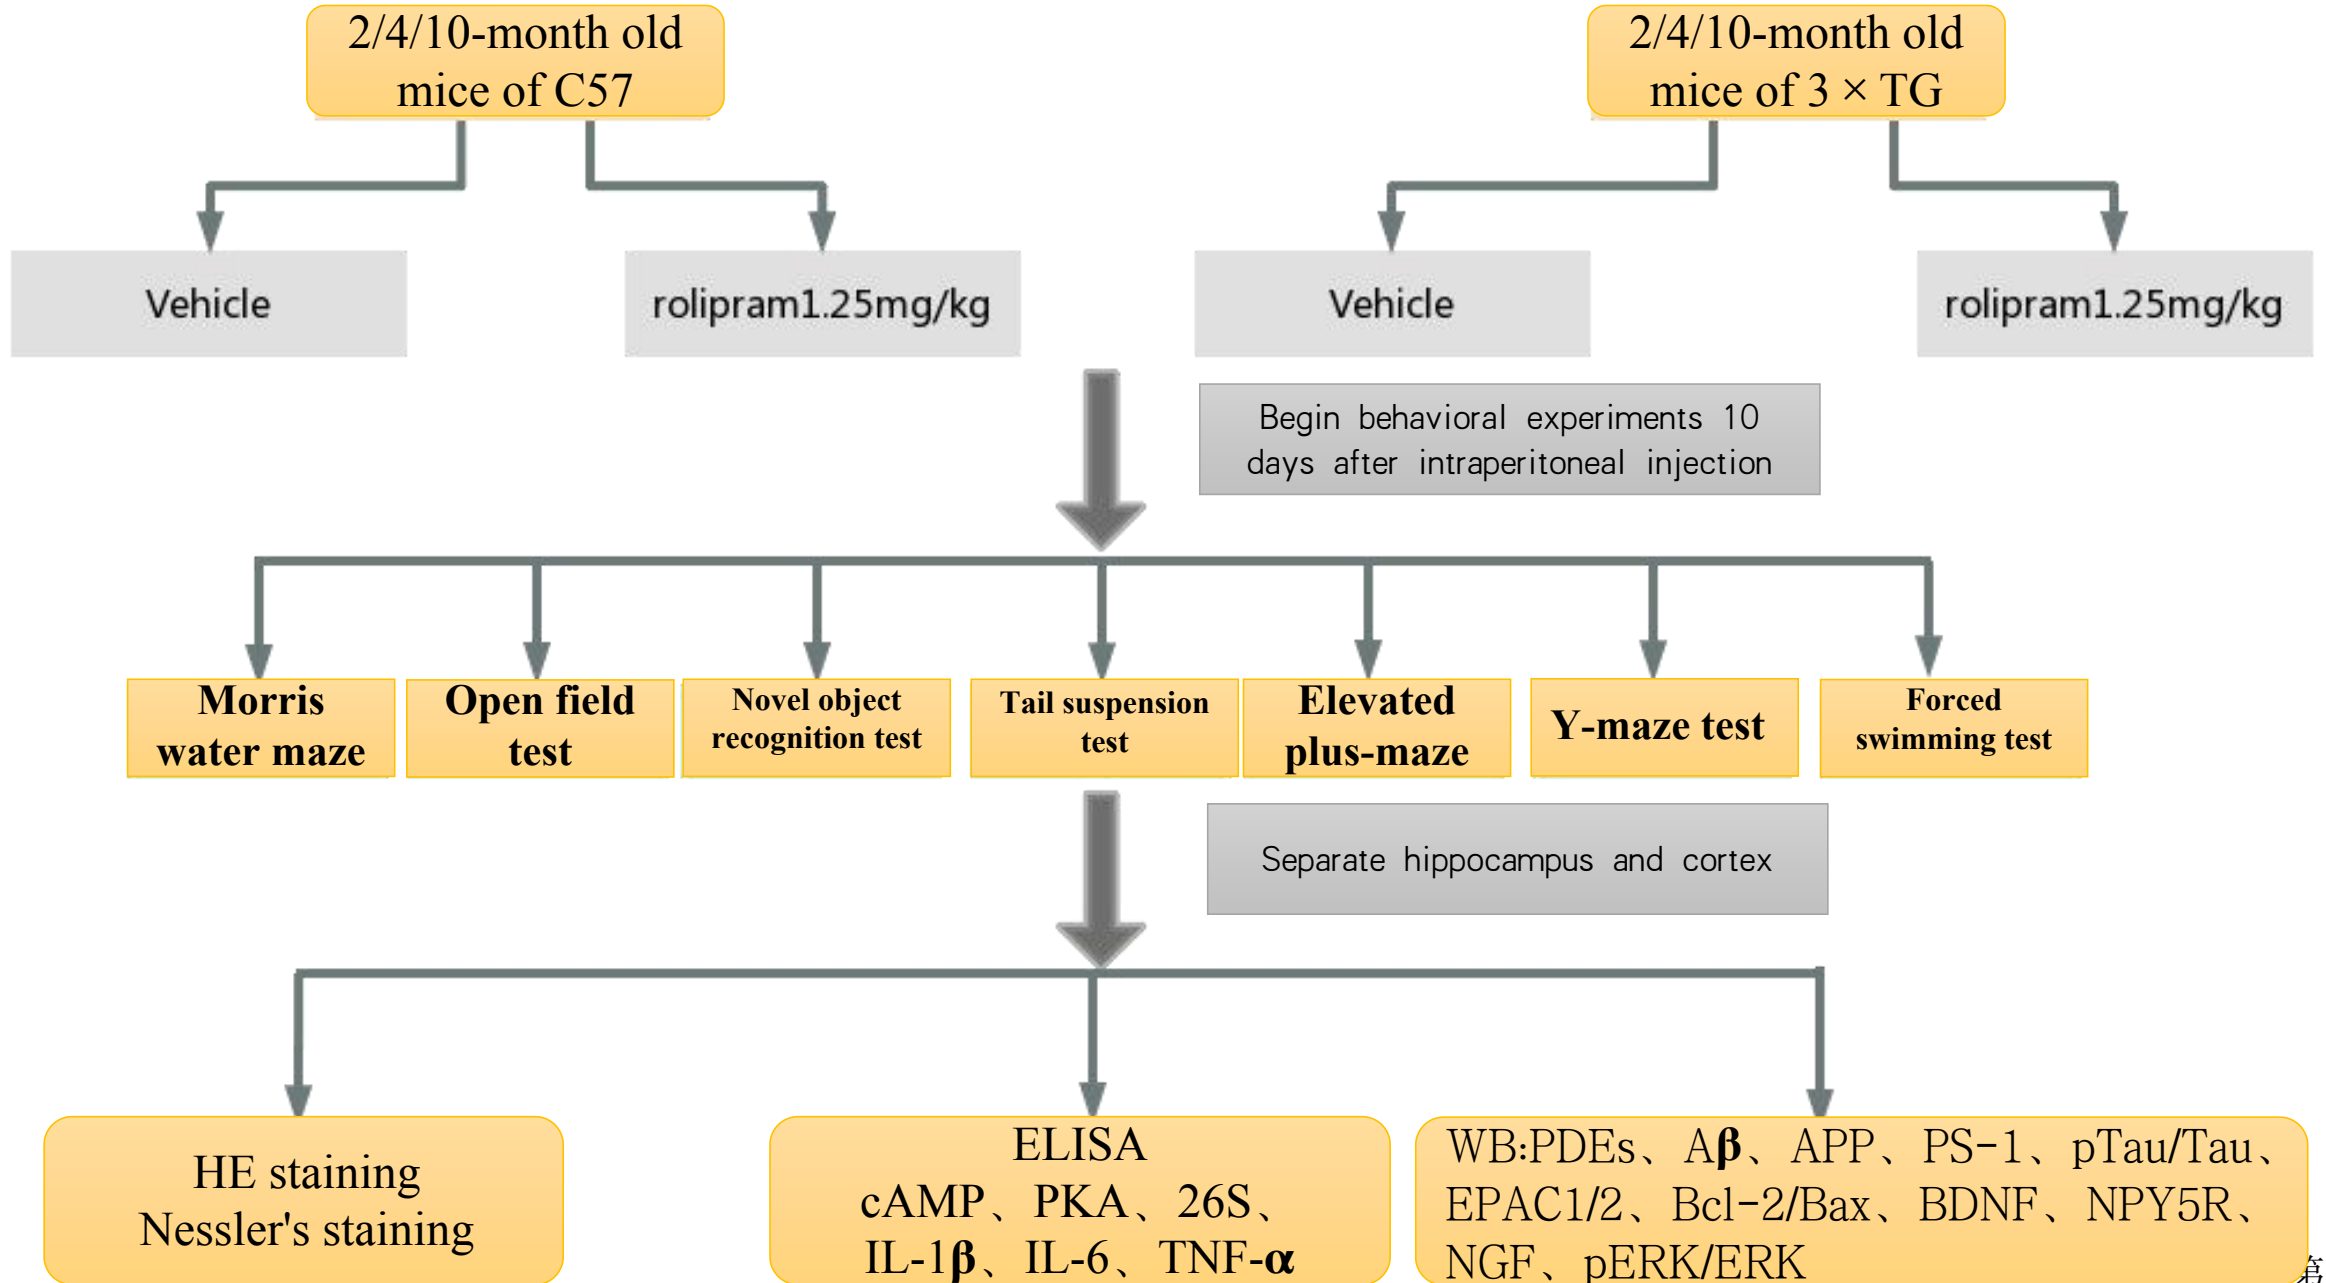 2/4/10-month old
mice of C57
2/4/10-month old
mice of 3 × TG
Vehicle
rolipram1.25mg/kg
Vehicle
rolipram1.25mg/kg
Begin behavioral experiments 10
days after intraperitoneal injection
Morris
water maze
Open field
test
Novel object
recognition test
Tail suspension
test
Elevated
plus-maze
Y-maze test
Forced
swimming test
Separate hippocampus and cortex
HE staining
Nessler's staining
ELISA
cAMP、PKA、26S、
IL-1β、IL-6、TNF-α
WB:PDEs、Aβ、APP、PS-1、pTau/Tau、
EPAC1/2、Bcl-2/Bax、BDNF、NPY5R、
NGF、pERK/ERK
第